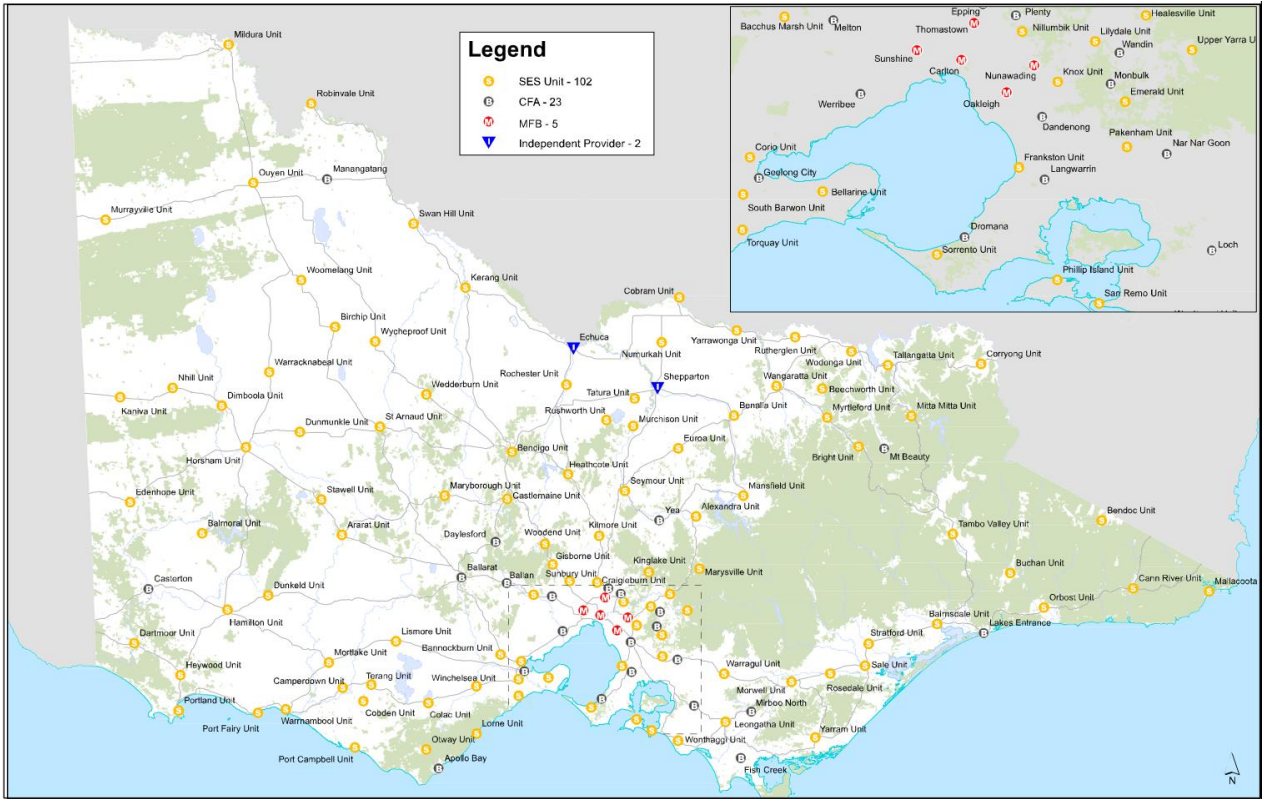 Mildura Unit
Robinvale Unit
Ouyen Unit
Manangatang
Murrayville Unit
Swan Hill Unit
Legend
SES Unit - 102
CFA - 23
MFB - 5
Independent Provider - 2
Bacchus Marsh Unit
Melton
Epping
Thomastown
Plenty
Nillumbik Unit
Healesville Unit
Lilydale Unit
Wandin
Upper Yarra U
Sunshine
Carlton
Nunawading
Knox Unit
Monbulk
Emerald Unit
Werribee
Oakleigh
Dandenong
Pakenham Unit
Nar Nar Goon
Corio Unit
Geelong City
Frankston Unit
Langwarrin
Bellarine Unit
South Barwon Unit
Torquay Unit
Dromana
Sorrento Unit
Loch
Phillip Island Unit
San Remo Unit
Woomelang Unit
Kerang Unit
Cobram Unit
Birchip Unit
Wycheproof Unit
Echuca
Numurkah Unit
Yarrawonga Unit
Rutherglen Unit
Wodonga Unit
Tallangatta Unit
Corryong Unit
Warracknabeal Unit
Nhill Unit
Kaniva Unit
Dimboola Unit
Wedderburn Unit
Rochester Unit
Tatura Unit
Shepparton
Wangaratta Unit
Beechworth Unit
Dunmunkle Unit
St Arnaud Unit
Rushworth Unit
Murchison Unit
Benalla Unit
Myrtleford Unit
Mitta Mitta Unit
Horsham Unit
Bendigo Unit
Euroa Unit
Bright Unit
Mt Beauty
Heathcote Unit
Edenhope Unit
Stawell Unit
Maryborough Unit
Castlemaine Unit
Seymour Unit
Mansfield Unit
Balmoral Unit
Ararat Unit
Daylesford
Woodend Unit
Kilmore Unit
Yea
Alexandra Unit
Tambo Valley Unit
Bendoc Unit
Gisborne Unit
Kinglake Unit
Marysville Unit
Buchan Unit
Casterton
Dunkeld Unit
Ballarat
Ballan
Sunbury Unit
Craigieburn Unit
Cann River Unit
Mallacoota
Hamilton Unit
Orbost Unit
Bairnsdale Unit
Lakes Entrance
Dartmoor Unit
Lismore Unit
Bannockburn Unit
Stratford Unit
Heywood Unit
Mortlake Unit
Camperdown Unit
Terang Unit
Winchelsea Unit
Warragul Unit
Sale Unit
Morwell Unit
Rosedale Unit
Portland Unit
Port Fairy Unit
Warrnambool Unit
Cobden Unit
Colac Unit
Lorne Unit
Mirboo North
Leongatha Unit
Port Campbell Unit
Otway Unit
Apollo Bay
Wonthaggi Unit
Yarram Unit
Fish Creek
N